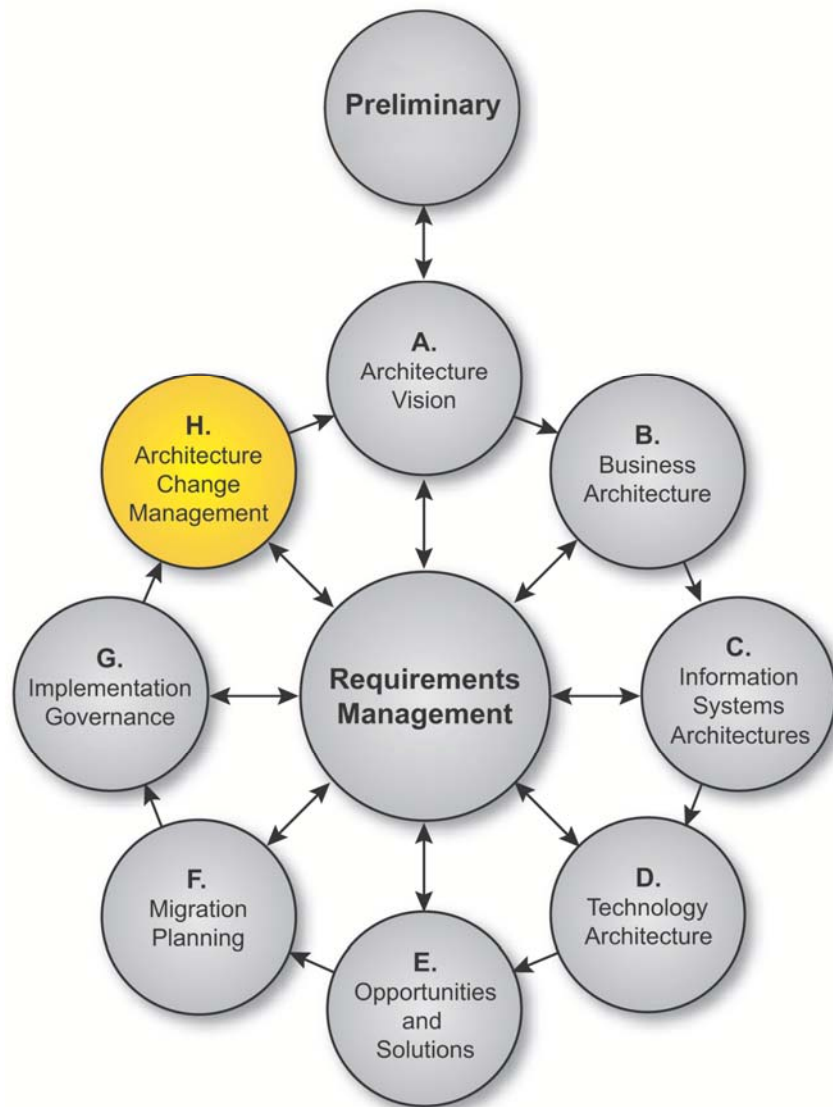 Preliminary
A.
Architecture
Vision
B.
Business
Architecture
C.
Information
Systems
Architectures
D.
Technology
Architecture
E.
Opportunities
and
Solutions
F.
Migration
Planning
G.
Implementation
Governance
H.
Architecture
Change
Management
Requirements
Management